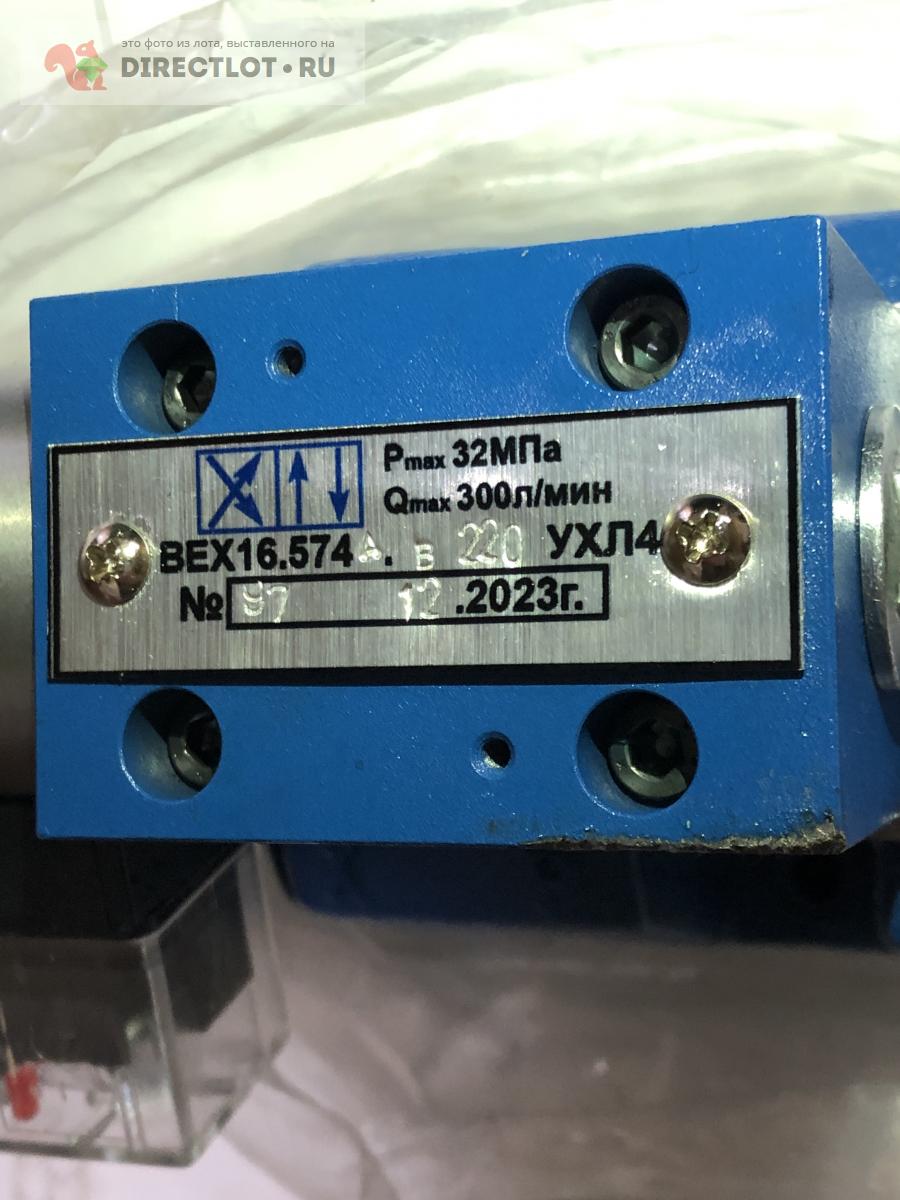 это фото из лота, выставленного на
DIRECTLOT•RU
Pmax 32МПа
Qmax 300л/мин
ВЕХ16.574А. В 220 УХЛ4
№ 97 12 .2023г.